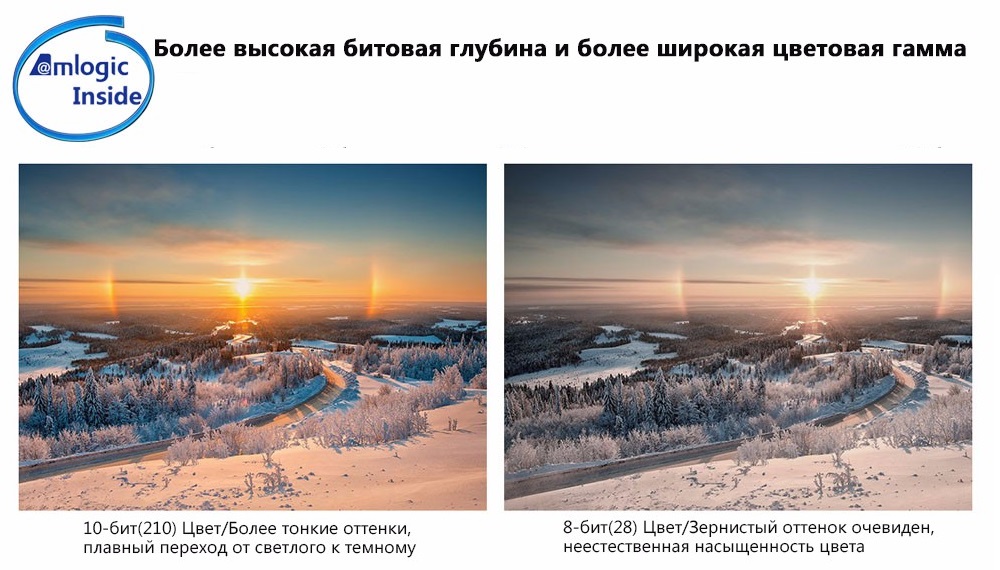 @mlogic
Inside
Более высокая битовая глубина и более широкая цветовая гамма
10-бит(210) Цвет/Более тонкие оттенки,
плавный переход от светлого к темному
8-бит(28) Цвет/Зернистый оттенок очевиден,
неестественная насыщенность цвета